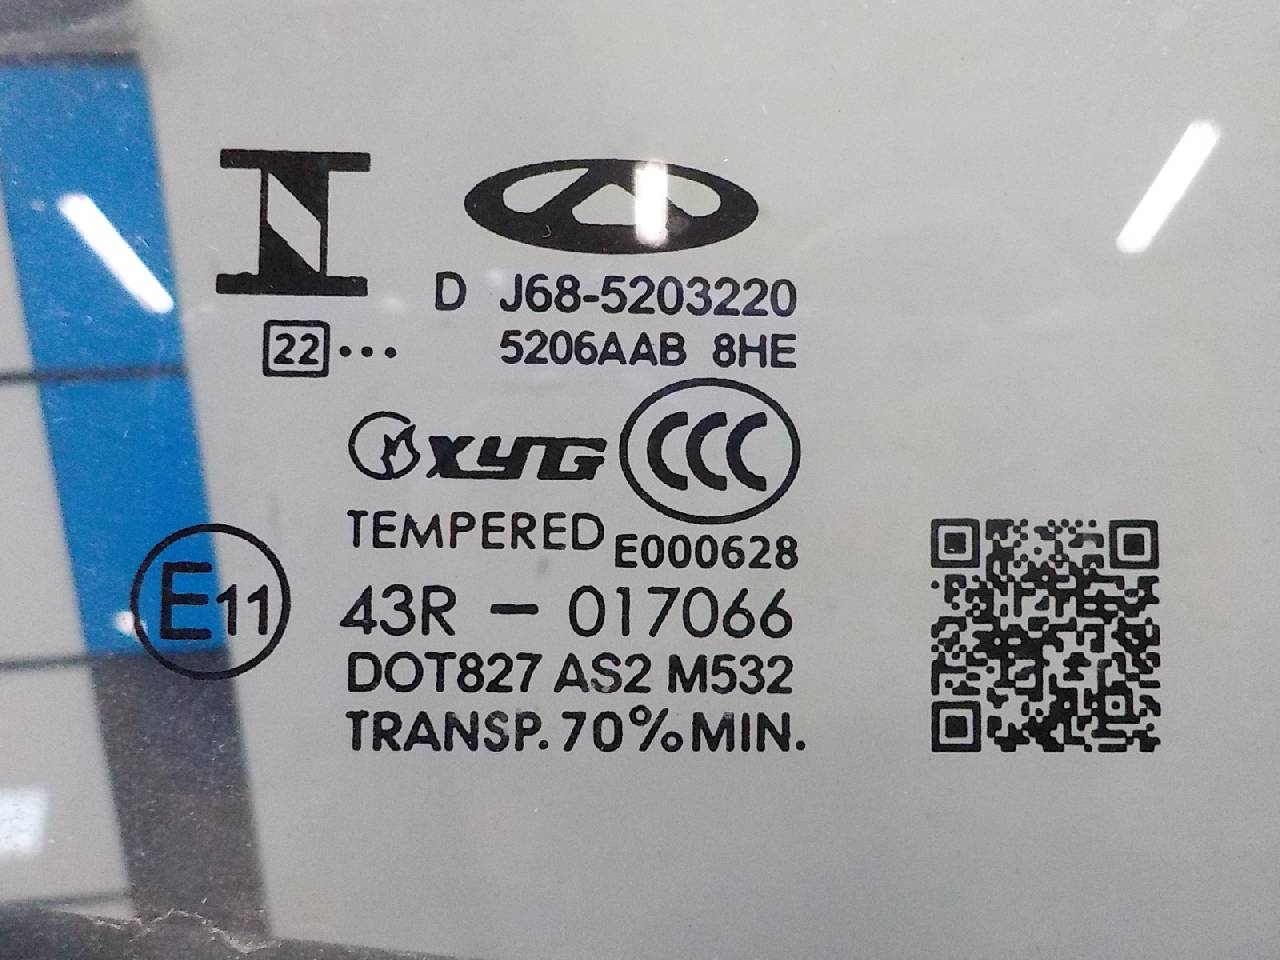 D J68-5203220
22 •••
5206AAB 8HE
XYG
CCC
TEMPERED
E000628
E11
43R – 017066
DOT827 AS2 M532
TRANSP. 70% MIN.